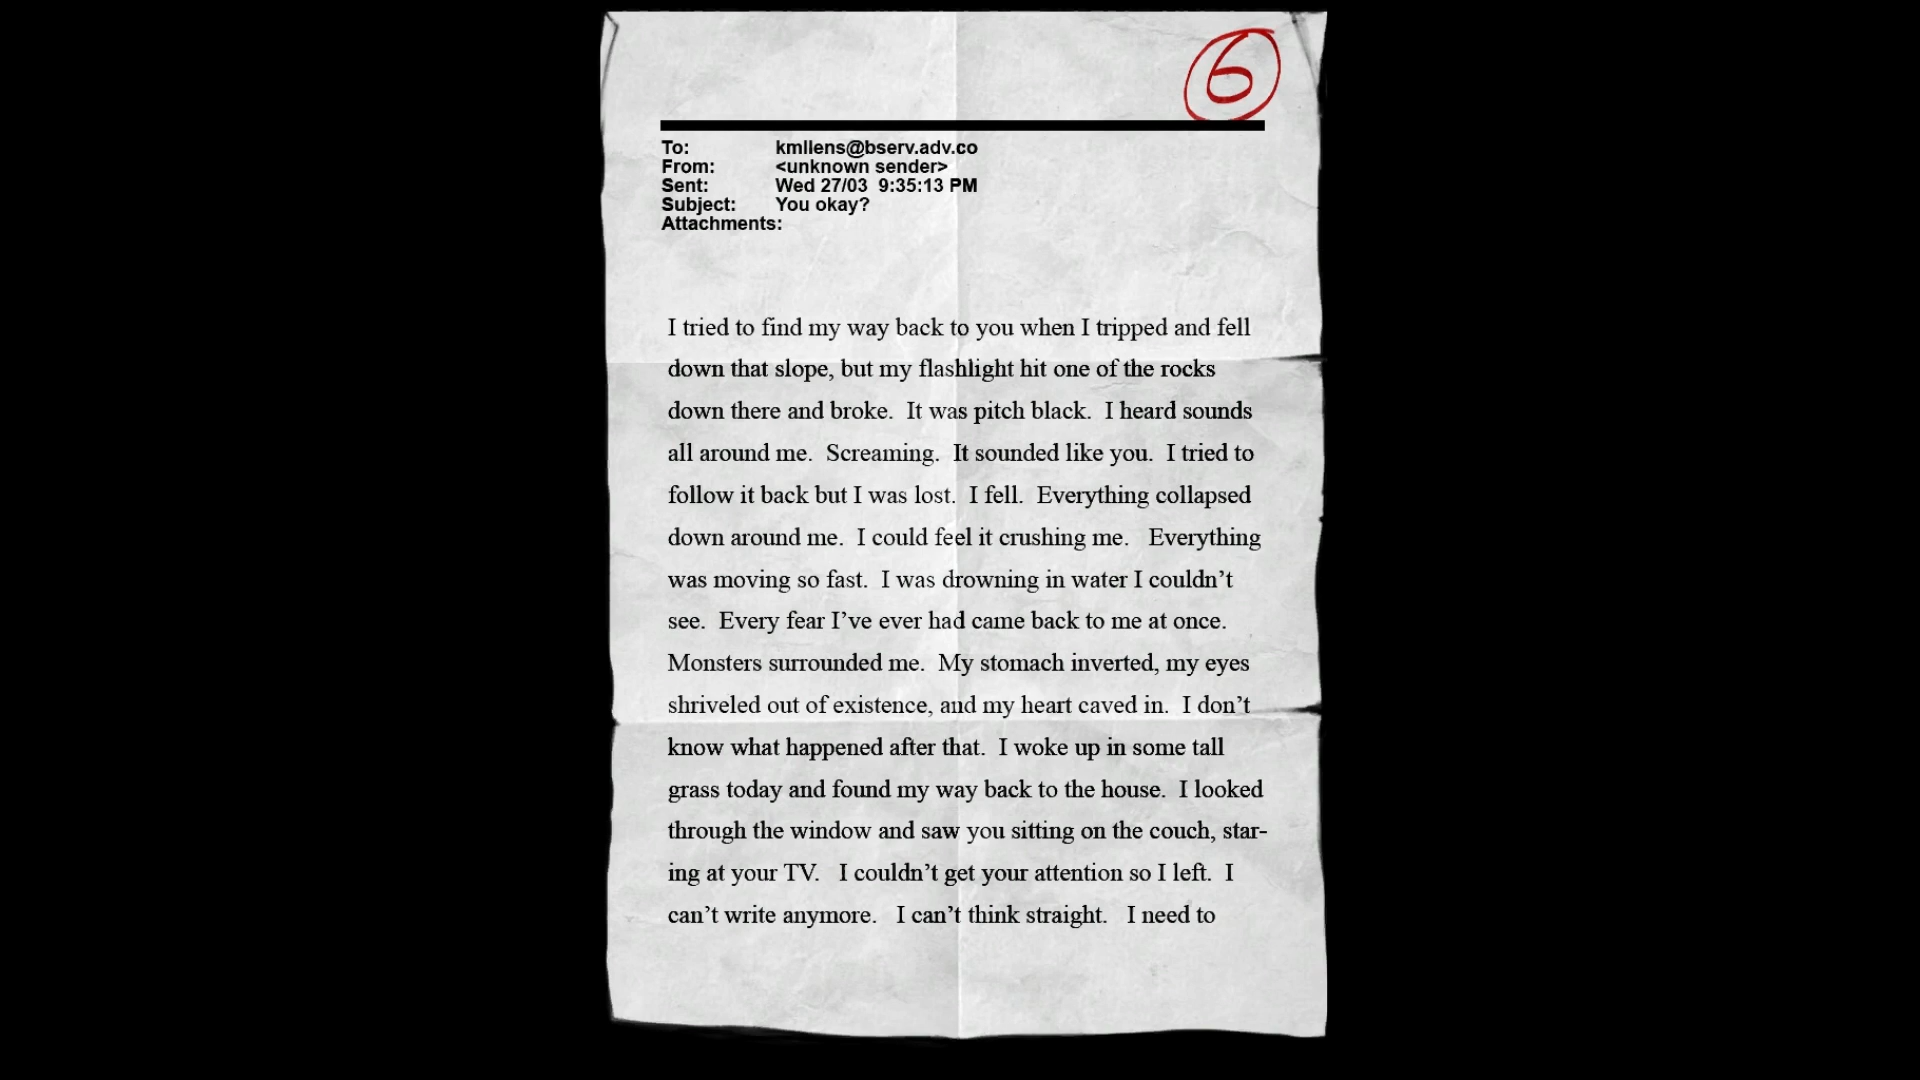 6
To: kmllens@bserv.adv.co
From: <unknown sender>
Sent: Wed 27/03  9:35:13 PM
Subject: You okay?
Attachments:
I tried to find my way back to you when I tripped and fell
down that slope, but my flashlight hit one of the rocks
down there and broke.  It was pitch black.  I heard sounds
all around me.  Screaming.  It sounded like you.  I tried to
follow it back but I was lost.  I fell.  Everything collapsed
down around me.  I could feel it crushing me.   Everything
was moving so fast.  I was drowning in water I couldn’t
see.  Every fear I’ve ever had came back to me at once.
Monsters surrounded me.  My stomach inverted, my eyes
shriveled out of existence, and my heart caved in.  I don’t
know what happened after that.  I woke up in some tall
grass today and found my way back to the house.  I looked
through the window and saw you sitting on the couch, star-
ing at your TV.   I couldn’t get your attention so I left.  I
can’t write anymore.   I can’t think straight.   I need to